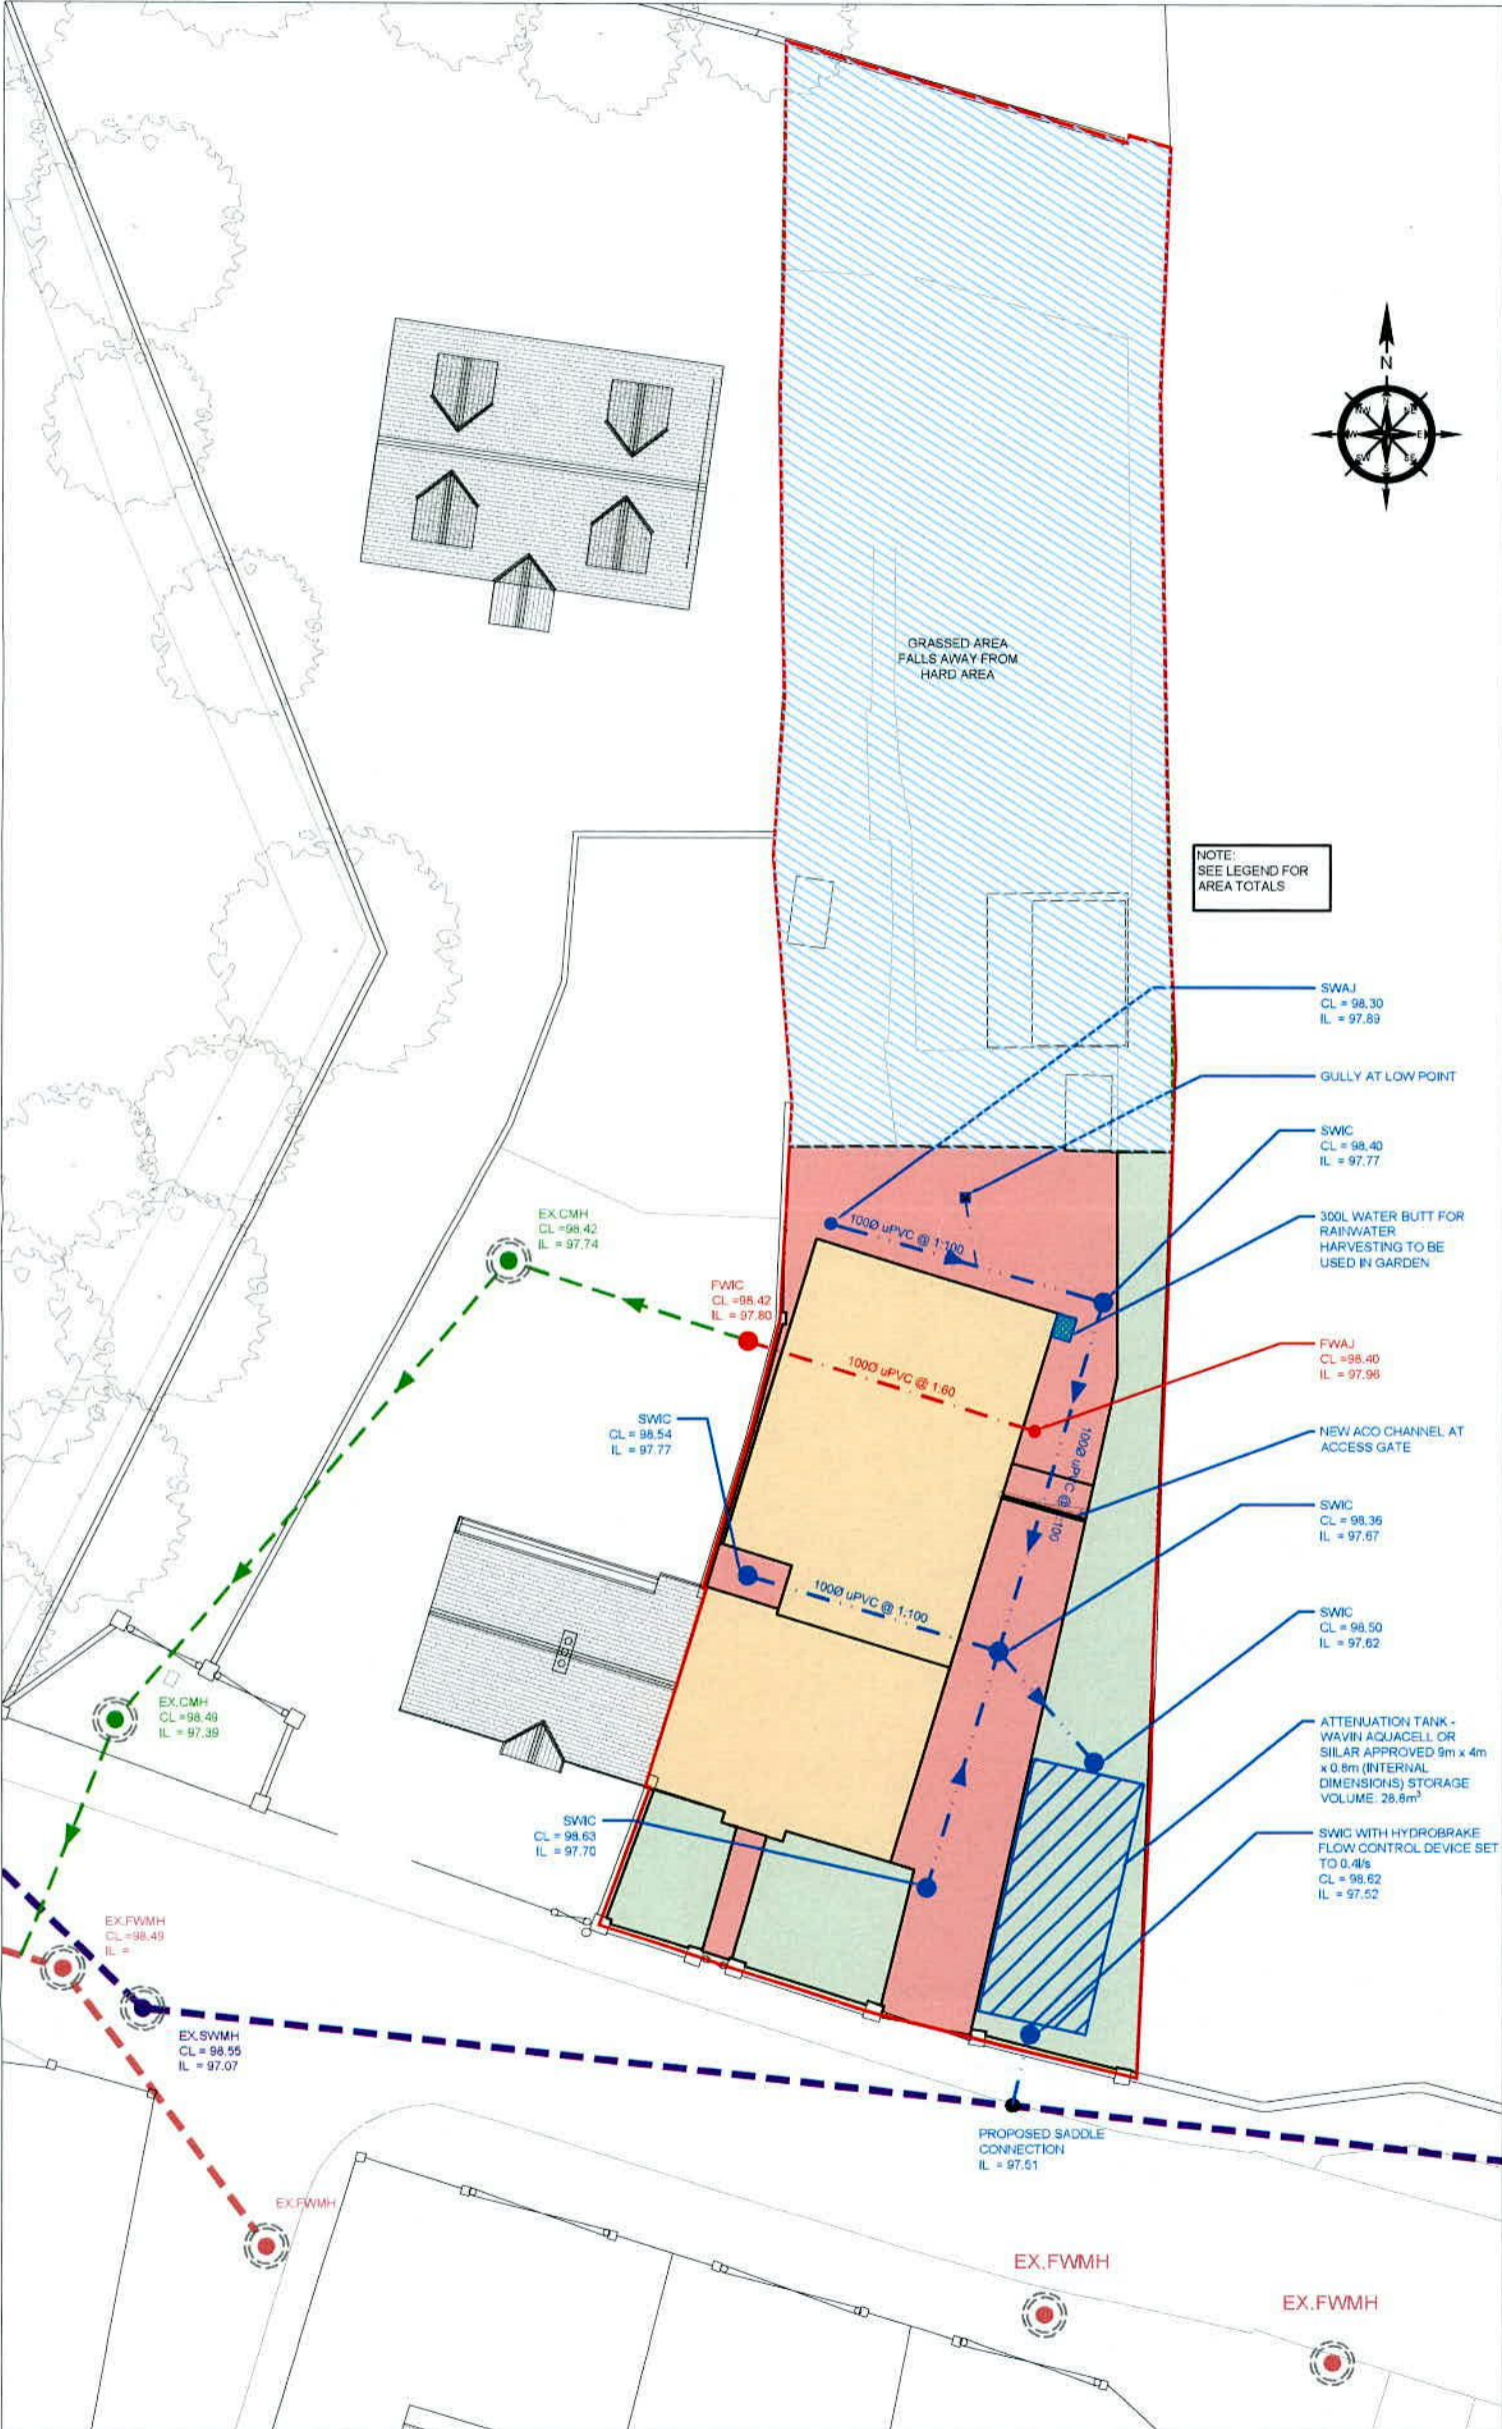 N
NW
N
NE
W
E
SW
S
SE
GRASSED AREA
FALLS AWAY FROM
HARD AREA
NOTE:
SEE LEGEND FOR
AREA TOTALS
SWAJ
CL = 98.30
IL = 97.89
GULLY AT LOW POINT
SWIC
CL = 98.40
IL = 97.77
300L WATER BUTT FOR
RAINWATER
HARVESTING TO BE
USED IN GARDEN
FWAJ
CL =98.40
IL = 97.96
NEW ACO CHANNEL AT
ACCESS GATE
SWIC
CL = 98.36
IL = 97.67
SWIC
CL = 98.50
IL = 97.62
ATTENUATION TANK -
WAVIN AQUACELL OR
SIILAR APPROVED 9m x 4m
x 0.8m (INTERNAL
DIMENSIONS) STORAGE
VOLUME: 28.8m³
SWIC WITH HYDROBRAKE
FLOW CONTROL DEVICE SET
TO 0.4l/s
CL = 98.62
IL = 97.52
EX.CMH
CL =98.42
IL = 97.74
FWIC
CL =98.42
IL = 97.80
100Ø uPVC @ 1:100
100Ø uPVC @ 1:60
100Ø uPVC @ 1:100
SWIC
CL = 98.54
IL = 97.77
100Ø uPVC @ 1:100
EX.CMH
CL =98.49
IL = 97.39
SWIC
CL = 98.63
IL = 97.70
EX.FWMH
CL =98.49
IL =
EX.SWMH
CL = 98.55
IL = 97.07
PROPOSED SADDLE
CONNECTION
IL = 97.51
EX.FWMH
EX.FWMH
EX.FWMH